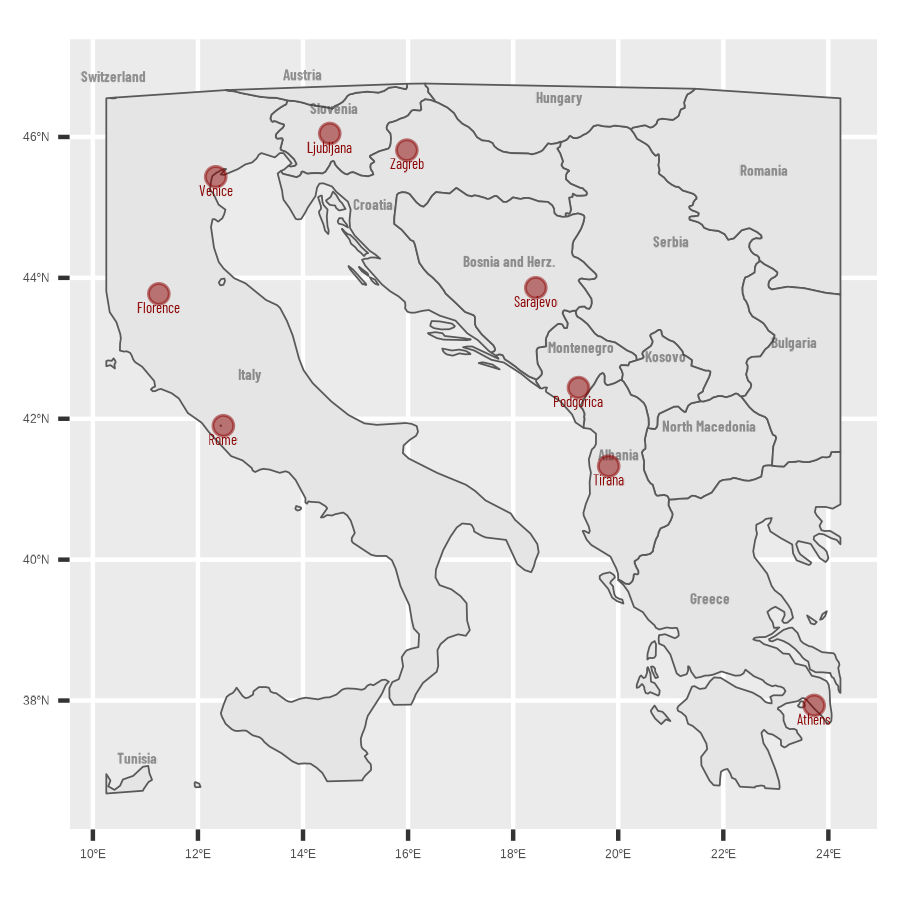 Switzerland
Austria
Hungary
Slovenia
46°N
Ljubljana
Zagreb
Romania
Venice
Croatia
Serbia
Bosnia and Herz.
44°N
Sarajevo
Florence
Bulgaria
Montenegro
Kosovo
Italy
Podgorica
42°N
North Macedonia
Rome
Albania
Tirana
40°N
Greece
38°N
Athens
Tunisia
10°E 12°E 14°E 16°E 18°E 20°E 22°E 24°E